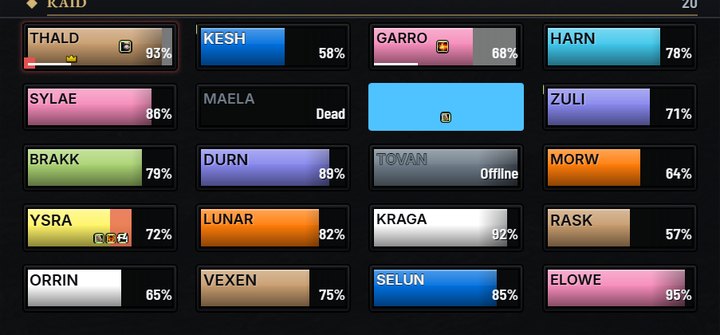 RAID 20
THALD 93% KESH 58% GARRO 68% HARN 78%
SYLAE 86% MAELA Dead ZULI 71%
BRAKK 79% DURN 89% TOVAN Offline MORW 64%
YSRA 72% LUNAR 82% KRAGA 92% RASK 57%
ORRIN 65% VEXEN 75% SELUN 85% ELOWE 95%